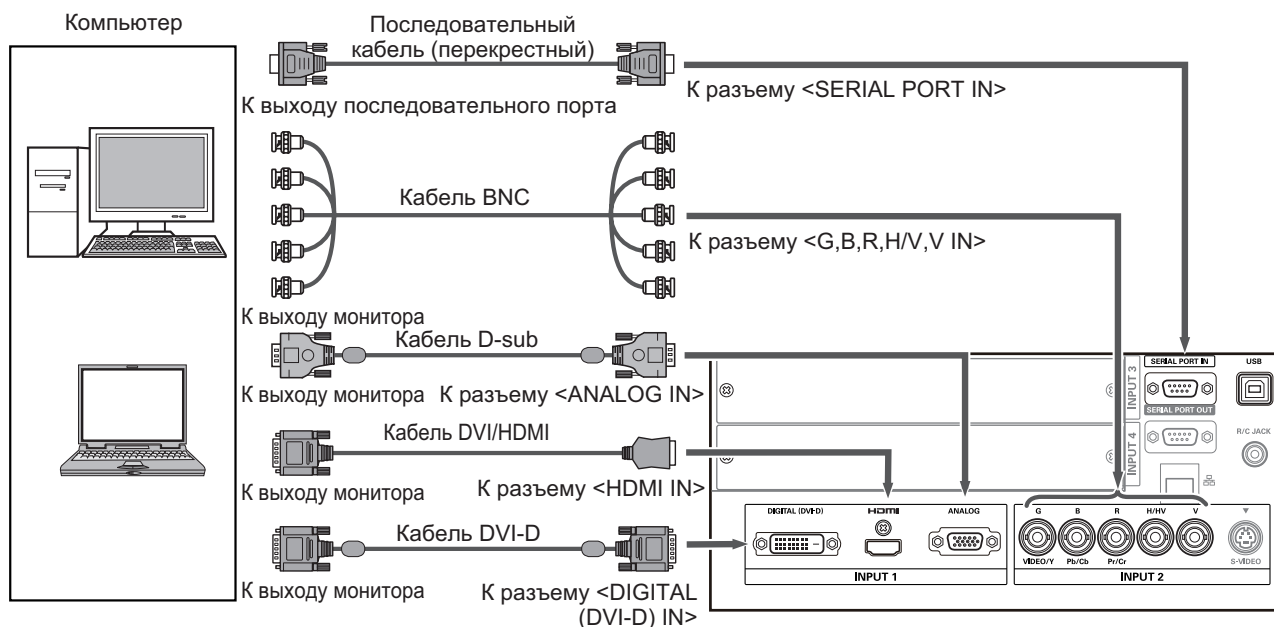 Компьютер
Последовательный
кабель (перекрестный)
К разъему <SERIAL PORT IN>
К выходу последовательного порта
Кабель BNC
К разъему <G,B,R,H/V,V IN>
К выходу монитора
Кабель D-sub
К выходу монитора
К разъему <ANALOG IN>
Кабель DVI/HDMI
К выходу монитора
К разъему <HDMI IN>
Кабель DVI-D
К выходу монитора
К разъему <DIGITAL
(DVI-D) IN>
INPUT 3
SERIAL PORT IN
USB
SERIAL PORT OUT
INPUT 4
R/C JACK
DIGITAL (DVI-D)
HDMI
ANALOG
INPUT 1
G
B
R
H/HV
V
VIDEO/Y
Pb/Cb
Pr/Cr
INPUT 2
S-VIDEO